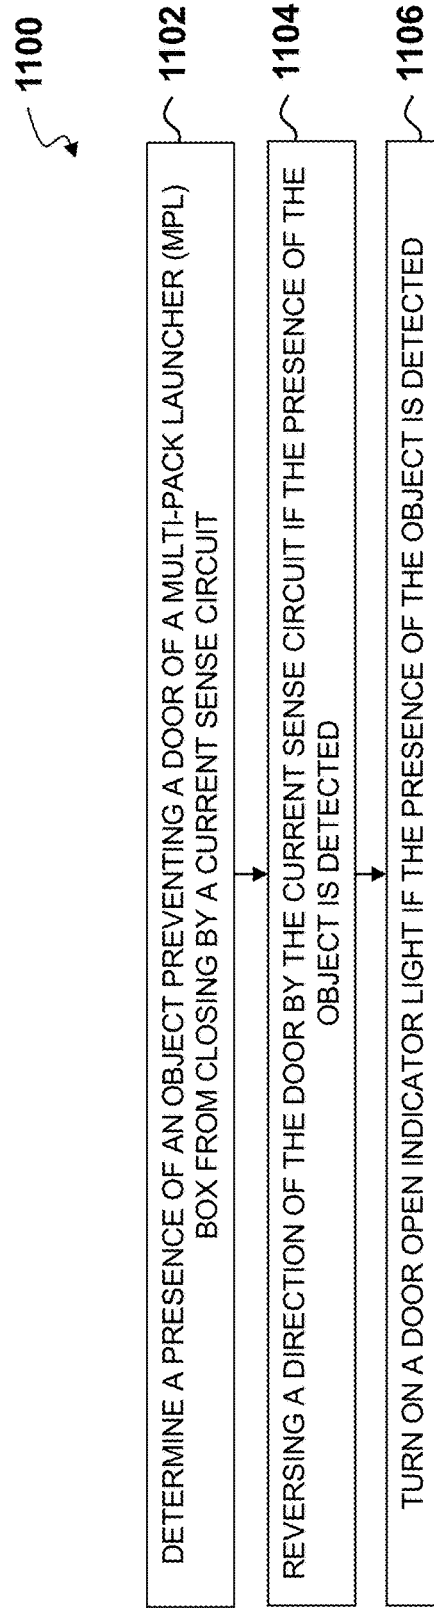 1100
1102
DETERMINE A PRESENCE OF AN OBJECT PREVENTING A DOOR OF A MULTI-PACK LAUNCHER (MPL)
BOX FROM CLOSING BY A CURRENT SENSE CIRCUIT
1104
REVERSING A DIRECTION OF THE DOOR BY THE CURRENT SENSE CIRCUIT IF THE PRESENCE OF THE
OBJECT IS DETECTED
1106
TURN ON A DOOR OPEN INDICATOR LIGHT IF THE PRESENCE OF THE OBJECT IS DETECTED